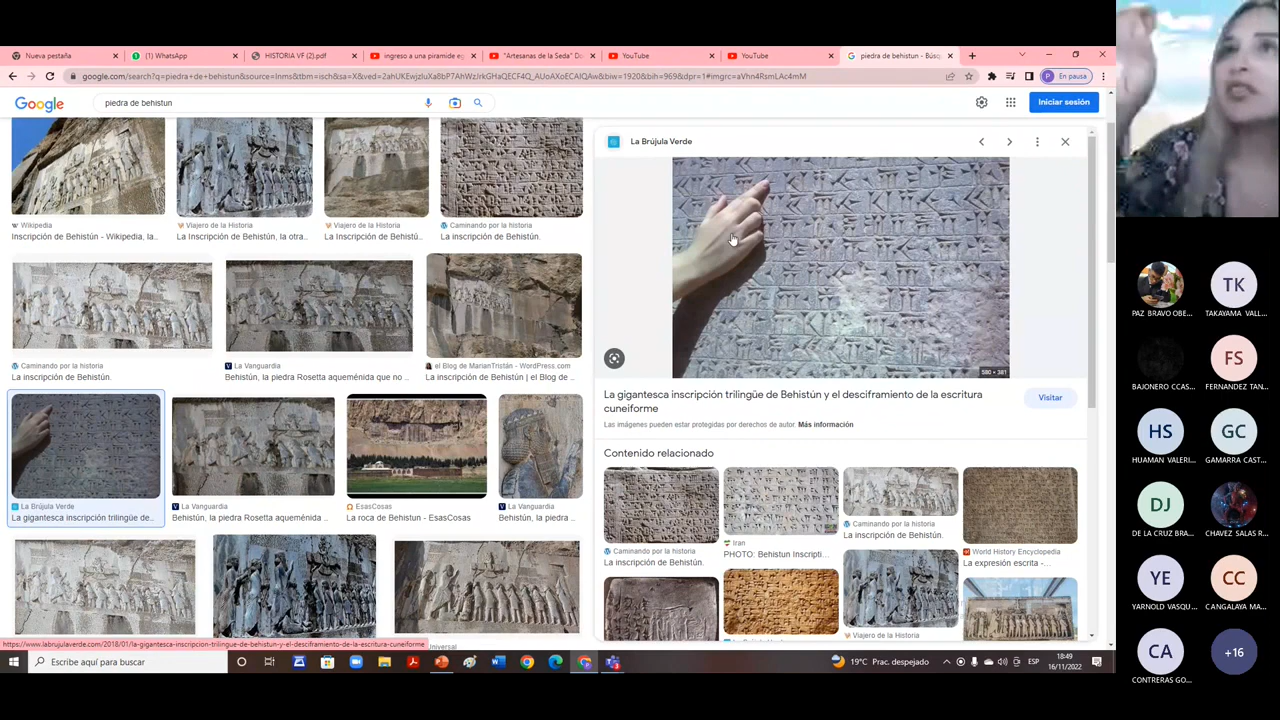 Nueva pestaña
(1) WhatsApp
HISTORIA VF (2).pdf
ingreso a una piramide eg
"Artesanas de la Seda" Do
YouTube
YouTube
piedra de behistun - Búsq
google.com/search?q=piedra+de+behistun&source=lnms&tbm=isch&sa=X&ved=2ahUKEwjzluXa8bP7AhWzJrkGHaQECF4Q_AUoAXoECAIQAw&biw=1920&bih=969&dpr=1#imgrc=aVhn4RsmLAc4mM
P
En pausa
Google
piedra de behistun
Iniciar sesión
Wikipedia
Inscripción de Behistún - Wikipedia, la...
Viajero de la Historia
La Inscripción de Behistún, la otra...
Viajero de la Historia
La Inscripción de Behistú...
Caminando por la historia
La inscripción de Behistún.
Caminando por la historia
La inscripción de Behistún.
La Vanguardia
Behistún, la piedra Rosetta aqueménida que no ...
el Blog de MarianTristán - WordPress.com
La inscripción de Behistún | el Blog de ...
La Brújula Verde
La gigantesca inscripción trilingüe de...
La Vanguardia
Behistún, la piedra Rosetta aqueménida ...
EsasCosas
La roca de Behistun - EsasCosas
La Vanguardia
Behistún, la piedra ...
La Brújula Verde
580 × 381
La gigantesca inscripción trilingüe de Behistún y el desciframiento de la escritura
cuneiforme
Visitar
Las imágenes pueden estar protegidas por derechos de autor. Más información
Contenido relacionado
Caminando por la historia
La inscripción de Behistún.
Iran
PHOTO: Behistun Inscripti...
Caminando por la historia
La inscripción de Behistún.
World History Encyclopedia
La expresión escrita -...
Viajero de la Historia
https://www.labrujulaverde.com/2018/01/la-gigantesca-inscripcion-trilingue-de-behistun-y-el-desciframiento-de-la-escritura-cuneiforme
Universal
Escribe aquí para buscar
19°C Prac. despejado
ESP
18:49
16/11/2022
PAZ BRAVO OBE...
TK
TAKAYAMA VALL...
BAJONERO CCAS...
FS
FERNANDEZ TAN...
HS
HUAMAN VALERI...
GC
GAMARRA CAST...
DJ
DE LA CRUZ BRA...
CHAVEZ SALAS R...
YE
YARNOLD VASQU...
CC
CANGALAYA MA...
CA
CONTRERAS GO...
+16